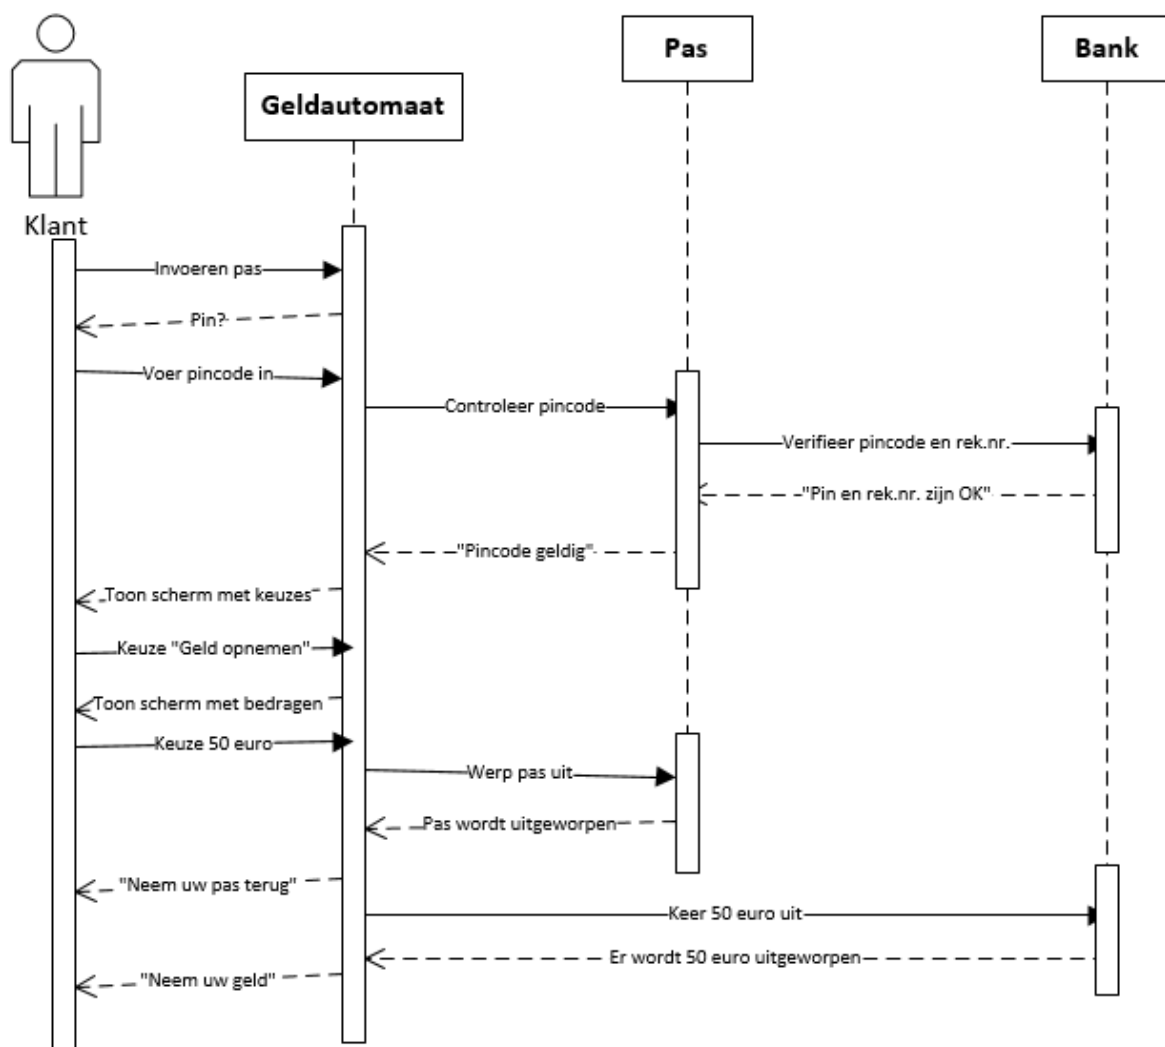 Pas
Bank
Geldautomaat
Klant
Invoeren pas
Pin?
Voer pincode in
Controleer pincode
Verifieer pincode en rek.nr.
"Pin en rek.nr. zijn OK"
"Pincode geldig"
Toon scherm met keuzes
Keuze "Geld opnemen"
Toon scherm met bedragen
Keuze 50 euro
Werp pas uit
Pas wordt uitgeworpen
"Neem uw pas terug"
Keer 50 euro uit
Er wordt 50 euro uitgeworpen
"Neem uw geld"